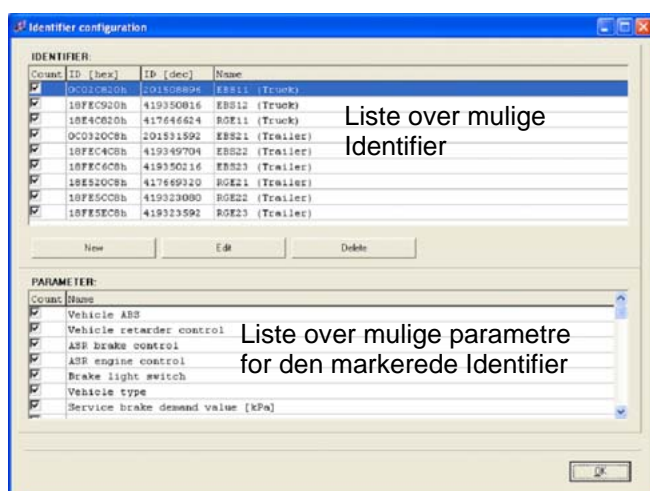 Identifier configuration
IDENTIFIER:
Count ID [hex] ID [dec] Name
0C02C820h 201508896 EBS11 (Truck)
18FEC920h 419350816 EBS12 (Truck)
18E4C820h 417646624 RGE11 (Truck)
0C0320C8h 201531592 EBS21 (Trailer)
18FEC4C8h 419349704 EBS22 (Trailer)
18FEC6C8h 419350216 EBS23 (Trailer)
18E520C8h 417669320 RGE21 (Trailer)
18FE5CC8h 419323080 RGE22 (Trailer)
18FE5EC8h 419323592 RGE23 (Trailer)
Liste over mulige
Identifier
New Edit Delete
PARAMETER:
Count Name
Vehicle ABS
Vehicle retarder control
ASR brake control
ASR engine control
Brake light switch
Vehicle type
Service brake demand value [kPa]
Liste over mulige parametre
for den markerede Identifier
OK